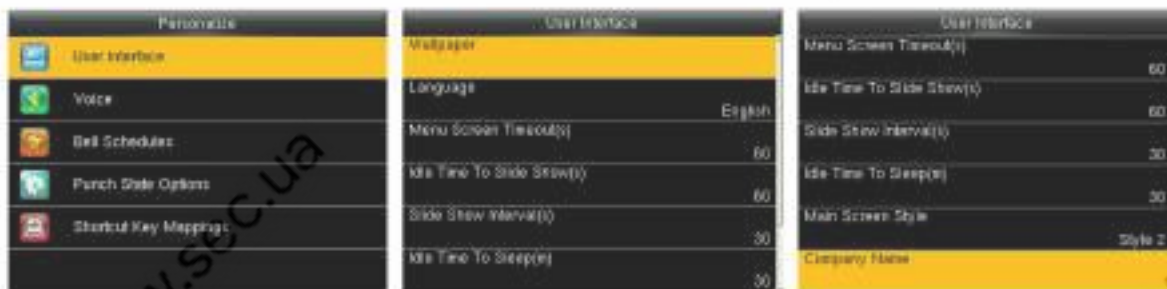 Personalize
User Interface
Voice
Bell Schedules
Punch State Options
Shortcut Key Mappings
User Interface
Wallpaper
Language
English
Menu Screen Timeout(s)
60
Idle Time To Slide Show(s)
60
Slide Show Interval(s)
30
Idle Time To Sleep(m)
30
User Interface
Menu Screen Timeout(s)
60
Idle Time To Slide Show(s)
60
Slide Show Interval(s)
30
Idle Time To Sleep(m)
30
Main Screen Style
Style 2
Company Name
w.sec.ua